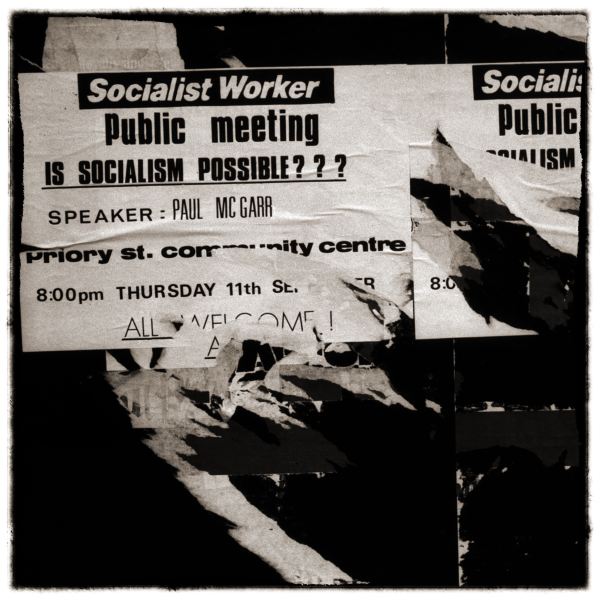 Socialist Worker
Public meeting
IS SOCIALISM POSSIBLE???
SPEAKER: PAUL MC GARR
Priory st. community centre
8:00pm THURSDAY 11th
ALL WELCOME!
Socialis
Public
SOCIALISM
8:0